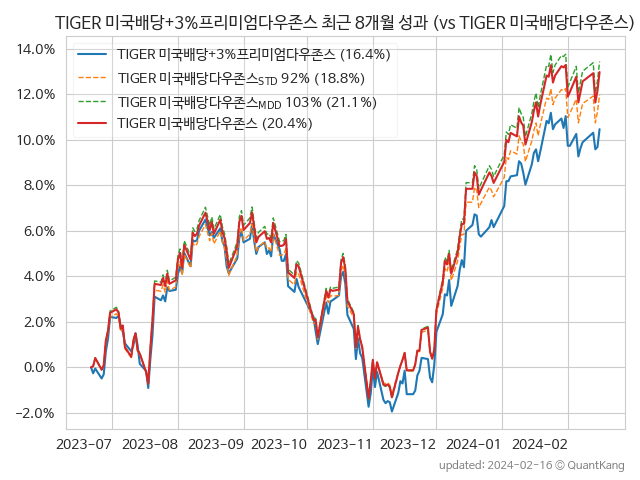 TIGER 미국배당+3%프리미엄다우존스 최근 8개월 성과 (vs TIGER 미국배당다우존스)
TIGER 미국배당+3%프리미엄다우존스 (16.4%)
TIGER 미국배당다우존스STD 92% (18.8%)
TIGER 미국배당다우존스MDD 103% (21.1%)
TIGER 미국배당다우존스 (20.4%)
14.0%
12.0%
10.0%
8.0%
6.0%
4.0%
2.0%
0.0%
−2.0%
2023-07 2023-08 2023-09 2023-10 2023-11 2023-12 2024-01 2024-02
updated: 2024-02-16 © QuantKang